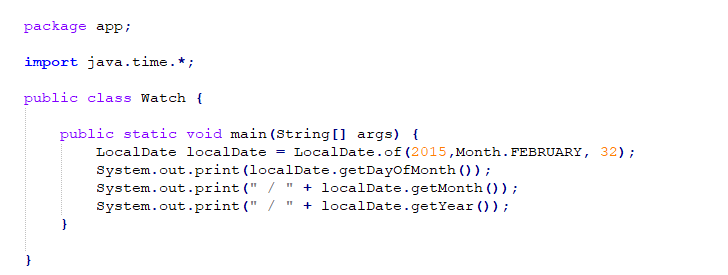 package app;
import java.time.*;
public class Watch {
public static void main(String[] args) {
LocalDate localDate = LocalDate.of(2015,Month.FEBRUARY, 32);
System.out.print(localDate.getDayOfMonth());
System.out.print(" / " + localDate.getMonth());
System.out.print(" / " + localDate.getYear());
}
}